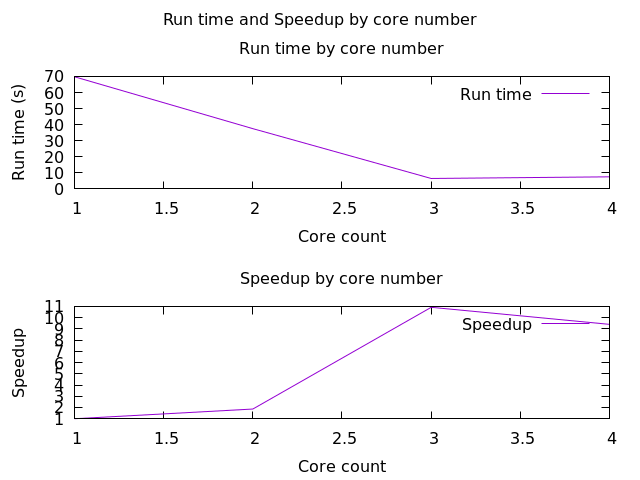 Run time and Speedup by core number
Run time by core number
70
60
50
40
30
20
10
0
Run time (s)
Run time
1 1.5 2 2.5 3 3.5 4
Core count
Speedup by core number
11
10
9
8
7
6
5
4
3
2
1
Speedup
Speedup
1 1.5 2 2.5 3 3.5 4
Core count